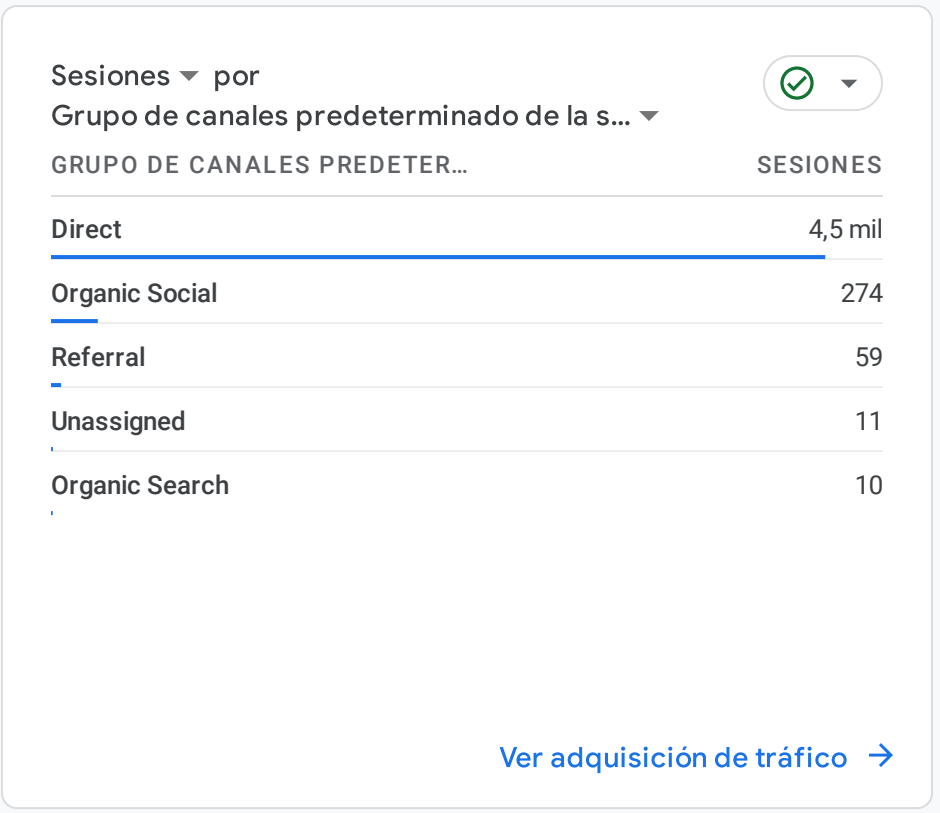 Sesiones por
Grupo de canales predeterminado de la s...
GRUPO DE CANALES PREDETER... SESIONES
Direct 4,5 mil
Organic Social 274
Referral 59
Unassigned 11
Organic Search 10
Ver adquisición de tráfico